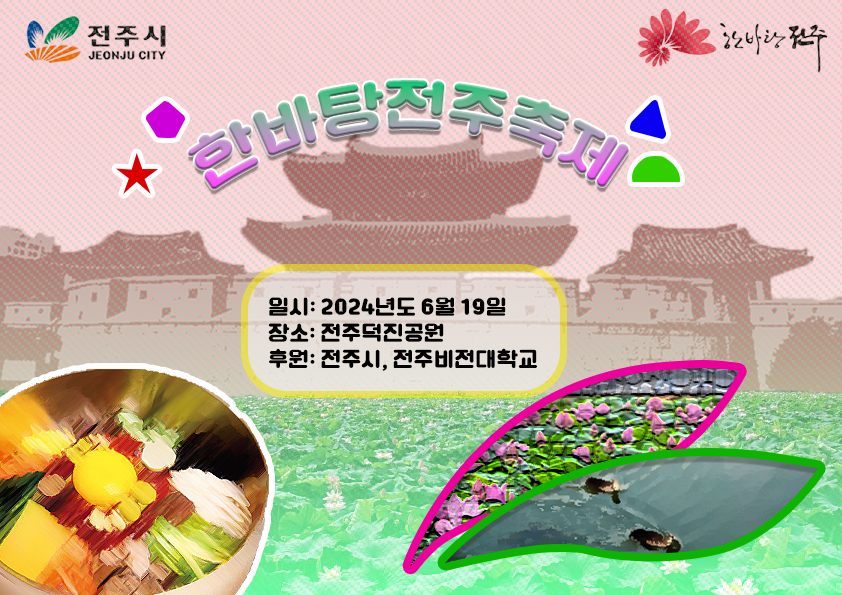 전주시
JEONJU CITY
한바탕 전주
한바탕전주축제
일시: 2024년도 6월 19일
장소: 전주덕진공원
후원: 전주시, 전주비전대학교